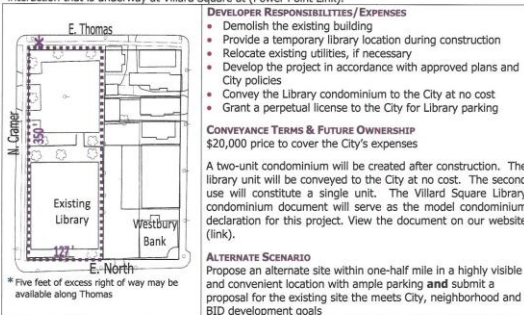 interaction that is underway at Villard Square at (Power Point Link).
E. Thomas
N. Cramer
350'
Existing
Library
Westbury
Bank
127'
E. North
* Five feet of excess right of way may be
available along Thomas
DEVELOPER RESPONSIBILITIES/EXPENSES
• Demolish the existing building
• Provide a temporary library location during construction
• Relocate existing utilities, if necessary
• Develop the project in accordance with approved plans and
City policies
• Convey the Library condominium to the City at no cost
• Grant a perpetual license to the City for Library parking
CONVEYANCE TERMS & FUTURE OWNERSHIP
$20,000 price to cover the City's expenses
A two-unit condominium will be created after construction. The
library unit will be conveyed to the City at no cost. The second
use will constitute a single unit. The Villard Square Library
condominium document will serve as the model condominium
declaration for this project. View the document on our website
(link).
ALTERNATE SCENARIO
Propose an alternate site within one-half mile in a highly visible
and convenient location with ample parking and submit a
proposal for the existing site the meets City, neighborhood and
BID development goals